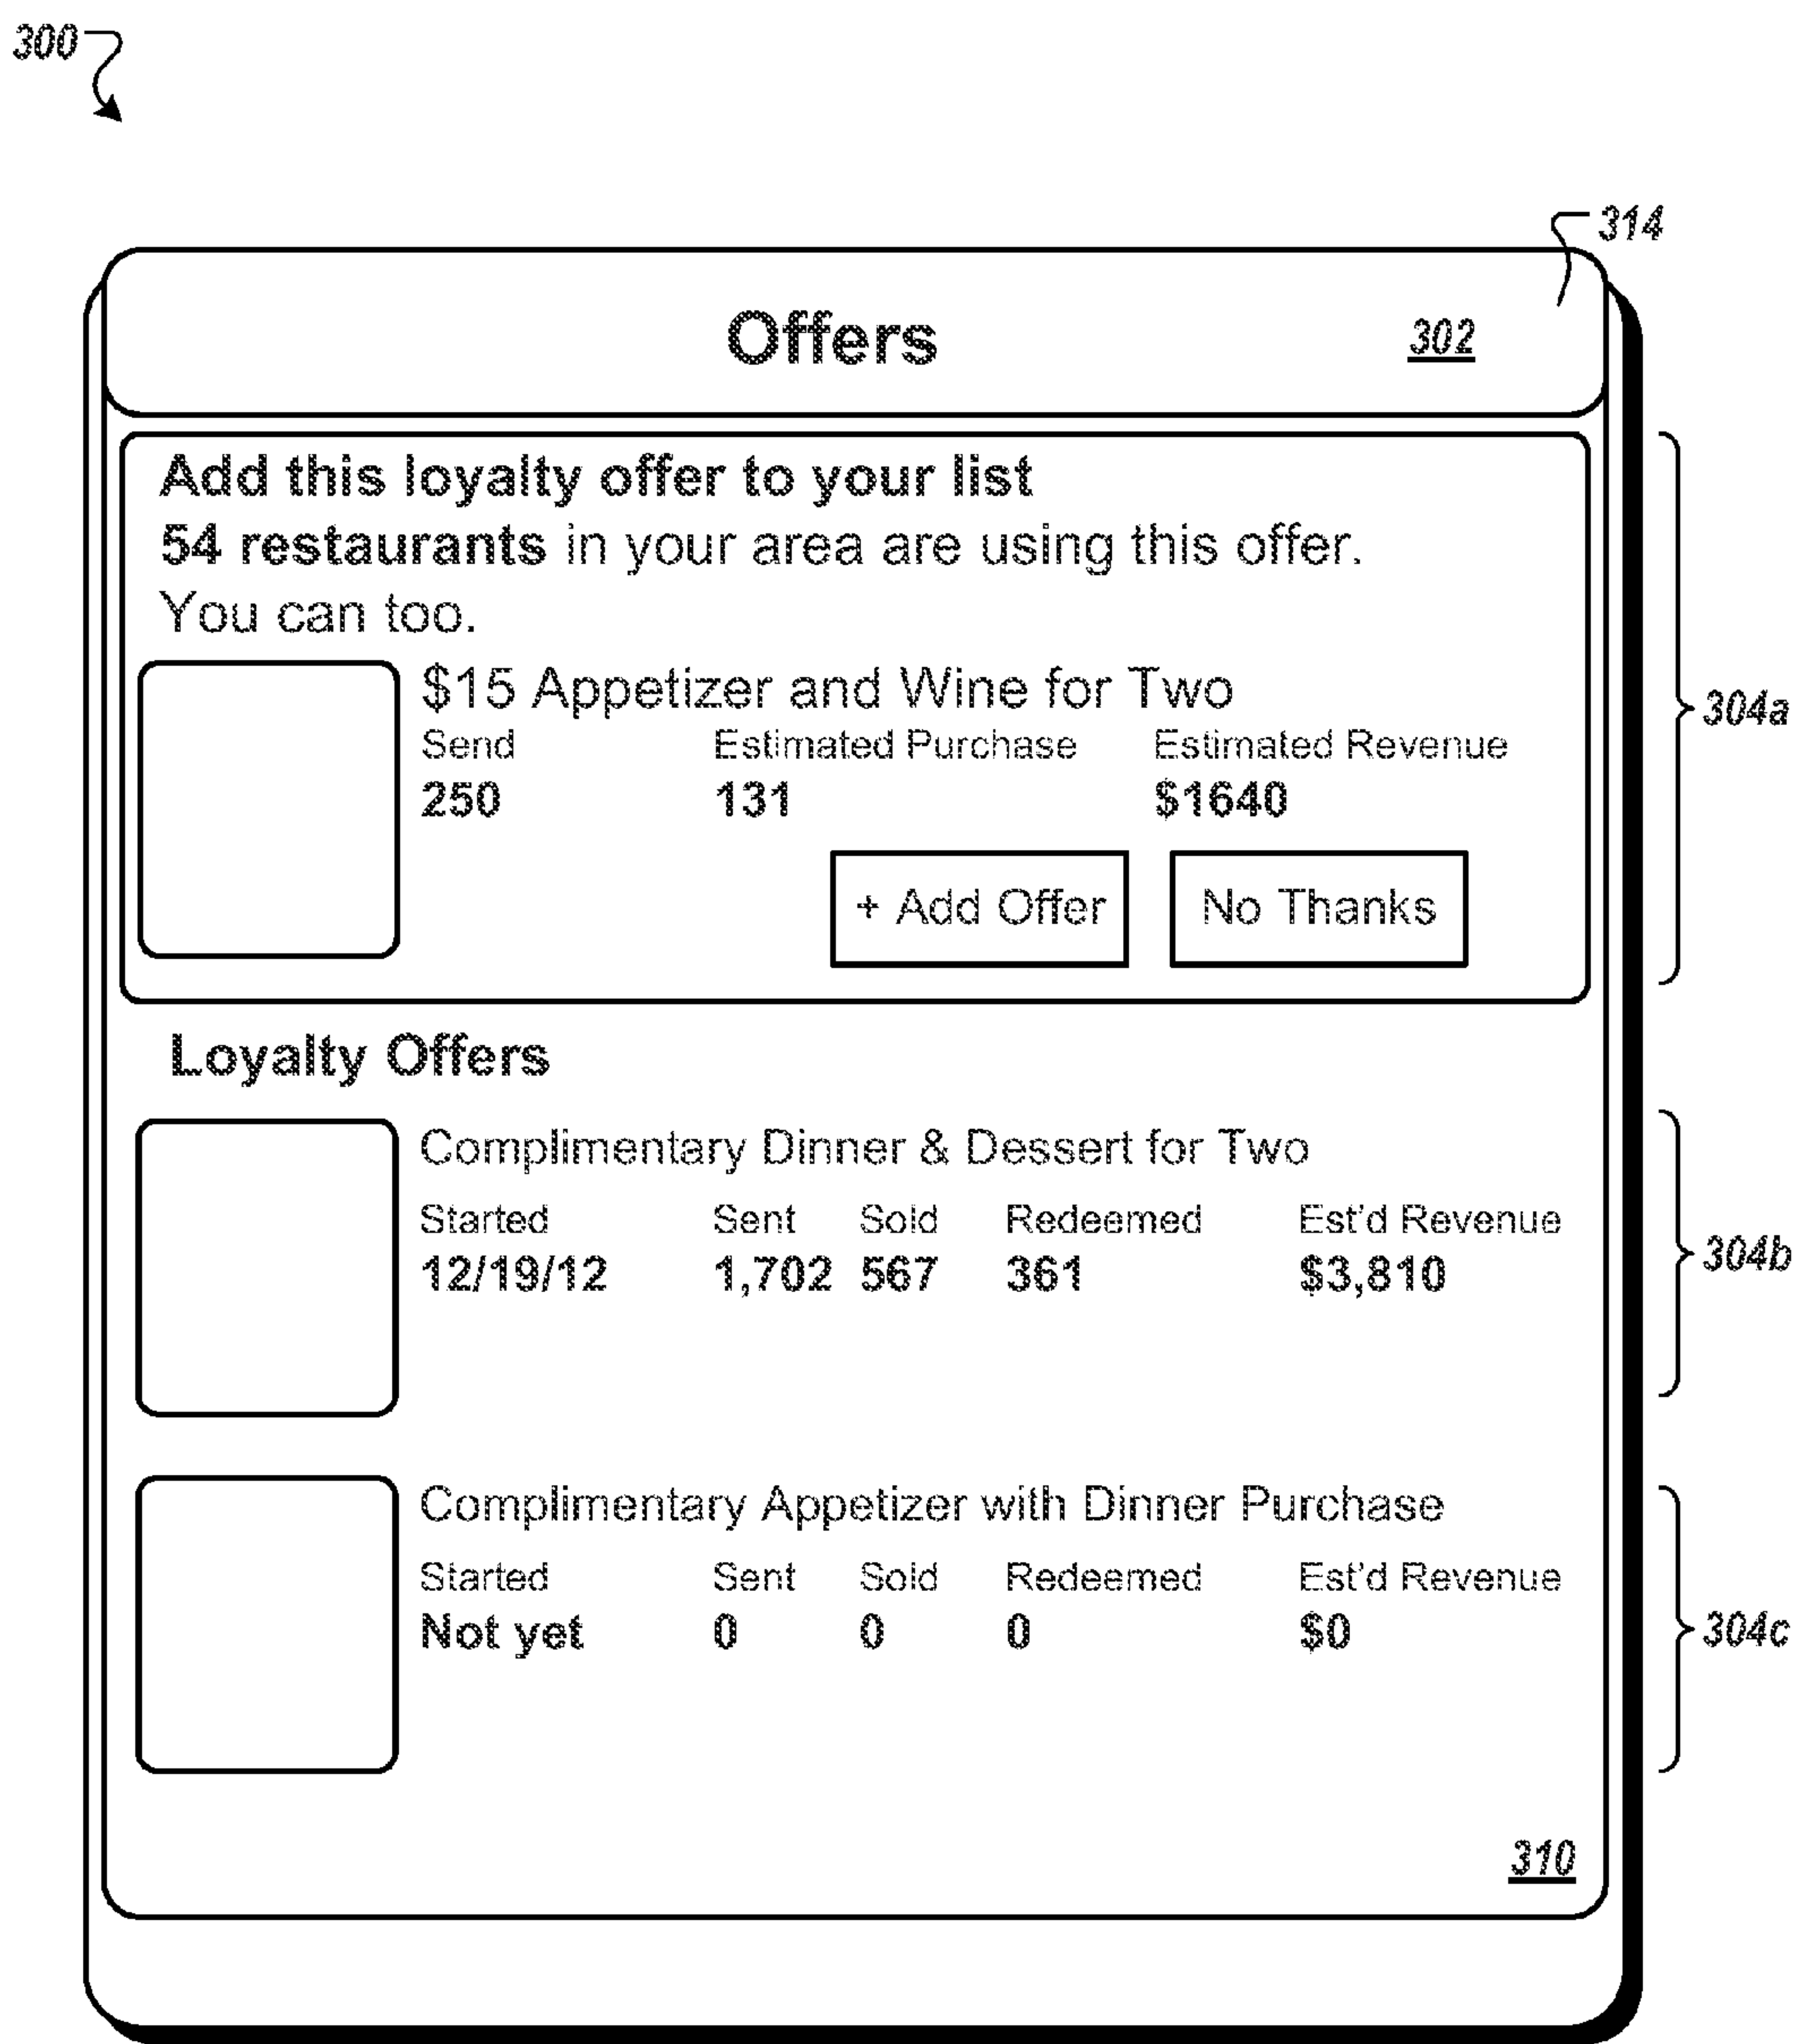 300
314
Offers
302
Add this loyalty offer to your list
54 restaurants in your area are using this offer.
You can too.
$15 Appetizer and Wine for Two
Send Estimated Purchase Estimated Revenue
250 131 $1640
+ Add Offer No Thanks
304a
Loyalty Offers
Complimentary Dinner & Dessert for Two
Started Sent Sold Redeemed Est'd Revenue
12/19/12 1,702 567 361 $3,810
304b
Complimentary Appetizer with Dinner Purchase
Started Sent Sold Redeemed Est'd Revenue
Not yet 0 0 0 $0
304c
310